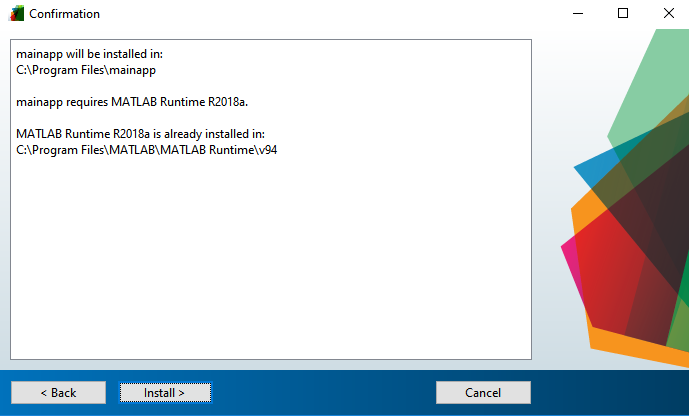 Confirmation
mainapp will be installed in:
C:\Program Files\mainapp
mainapp requires MATLAB Runtime R2018a.
MATLAB Runtime R2018a is already installed in:
C:\Program Files\MATLAB\MATLAB Runtime\v94
< Back
Install >
Cancel